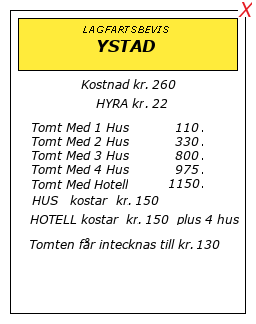 X
LAGFARTSBEVIS
YSTAD
Kostnad kr. 260
HYRA kr. 22
Tomt Med 1 Hus 110.
Tomt Med 2 Hus 330.
Tomt Med 3 Hus 800.
Tomt Med 4 Hus 975.
Tomt Med Hotell 1150.
HUS kostar kr. 150
HOTELL kostar kr. 150 plus 4 hus
Tomten får intecknas till kr. 130